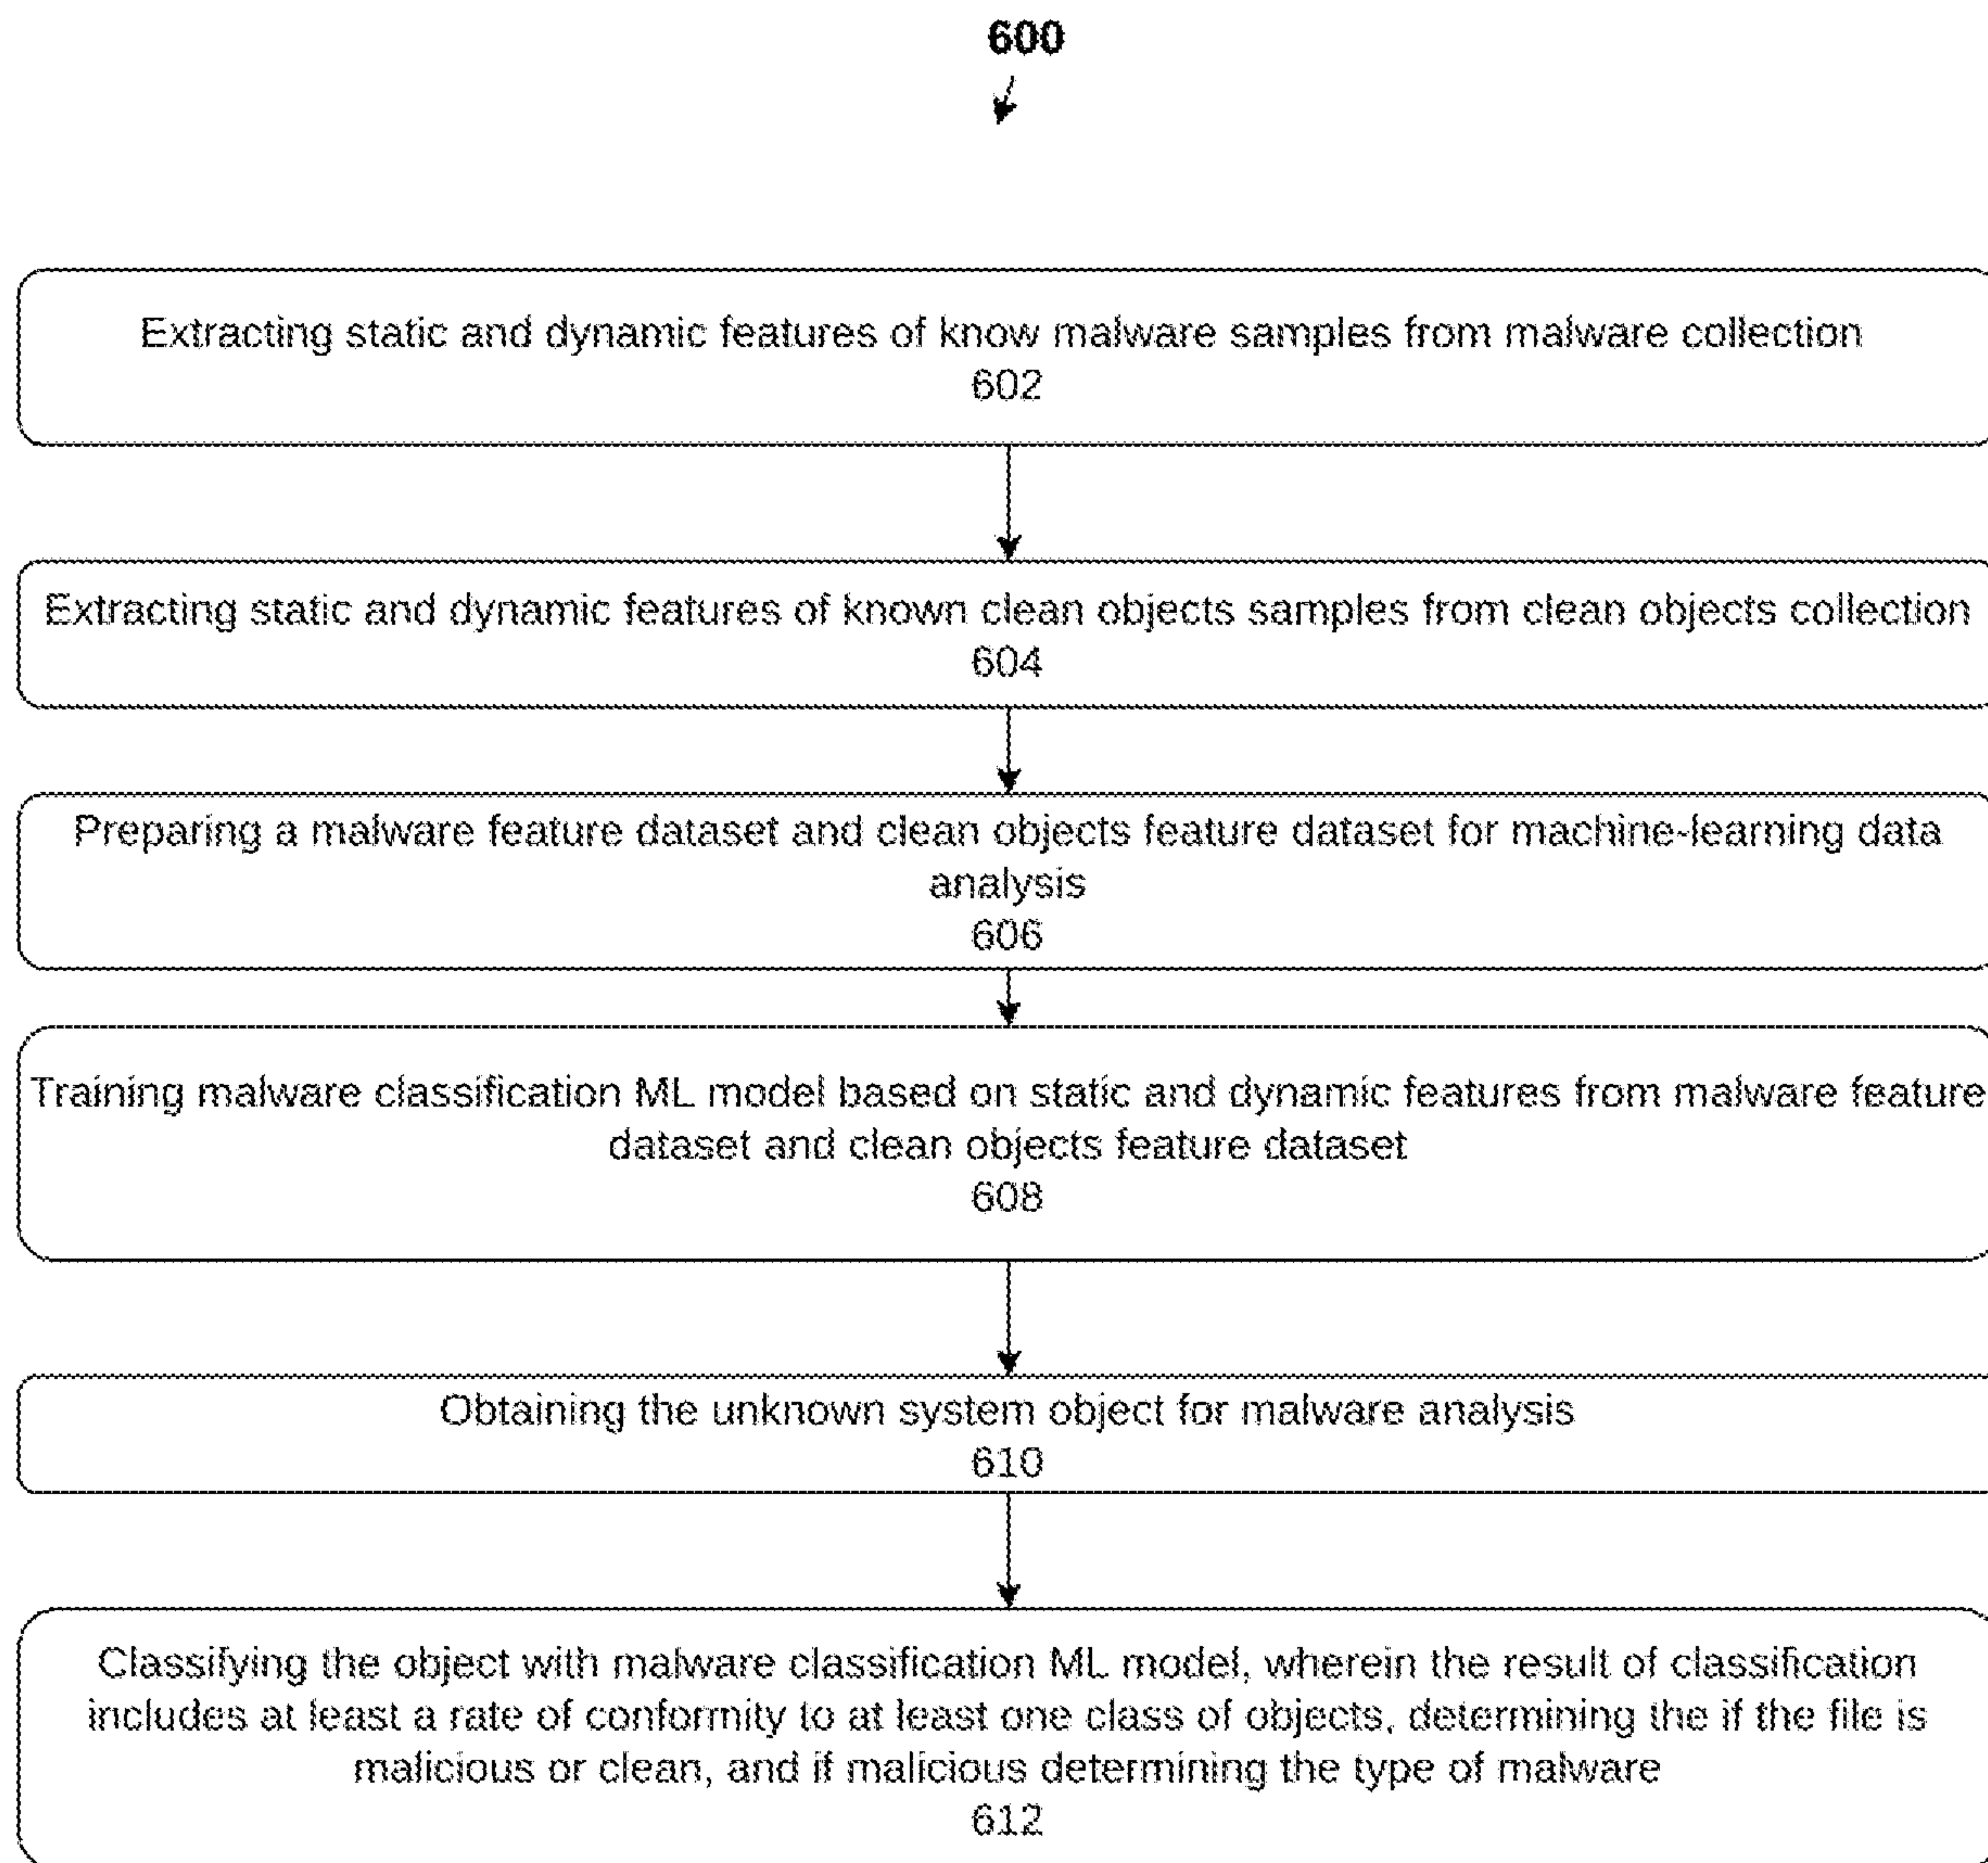 600
Extracting static and dynamic features of know malware samples from malware collection
602
Extracting static and dynamic features of known clean objects samples from clean objects collection
604
Preparing a malware feature dataset and clean objects feature dataset for machine-learning data
analysis
606
Training malware classification ML model based on static and dynamic features from malware feature
dataset and clean objects feature dataset
608
Obtaining the unknown system object for malware analysis
610
Classifying the object with malware classification ML model, wherein the result of classification
includes at least a rate of conformity to at least one class of objects, determining the if the file is
malicious or clean, and if malicious determining the type of malware
612